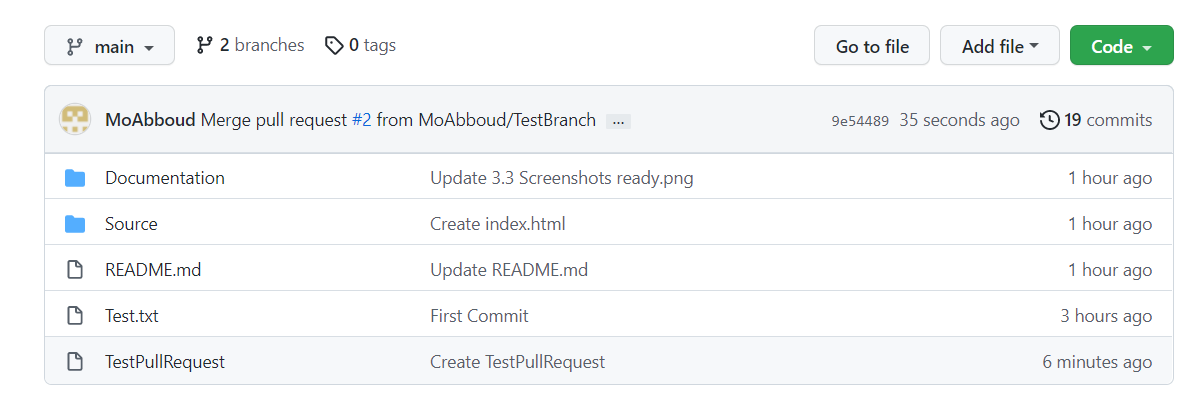 main 2 branches 0 tags Go to file Add file Code
MoAbboud Merge pull request #2 from MoAbboud/TestBranch ... 9e54489 35 seconds ago 19 commits
Documentation Update 3.3 Screenshots ready.png 1 hour ago
Source Create index.html 1 hour ago
README.md Update README.md 1 hour ago
Test.txt First Commit 3 hours ago
TestPullRequest Create TestPullRequest 6 minutes ago